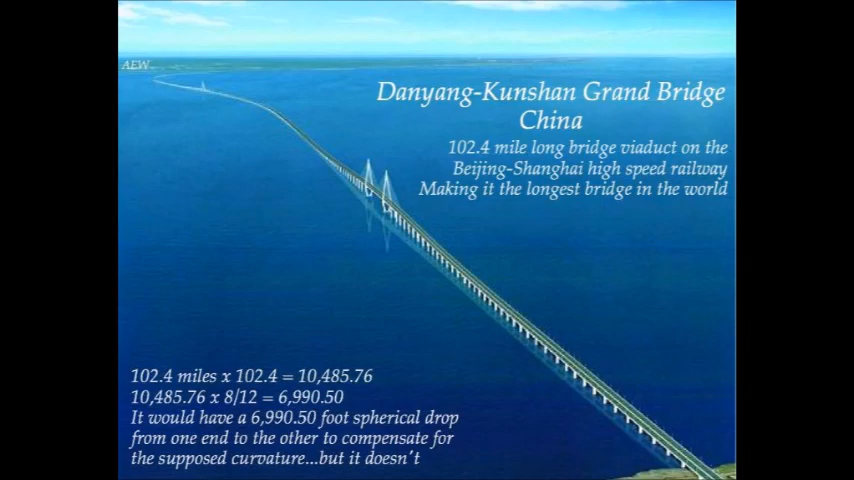 AEW
Danyang-Kunshan Grand Bridge
China
102.4 mile long bridge viaduct on the
Beijing-Shanghai high speed railway
Making it the longest bridge in the world
102.4 miles x 102.4 = 10,485.76
10,485.76 x 8/12 = 6,990.50
It would have a 6,990.50 foot spherical drop
from one end to the other to compensate for
the supposed curvature...but it doesn't